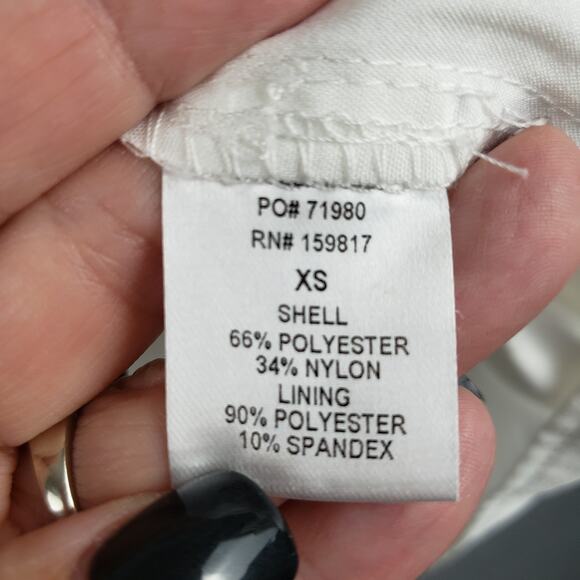 PO# 71980
RN# 159817
XS
SHELL
66% POLYESTER
34% NYLON
LINING
90% POLYESTER
10% SPANDEX